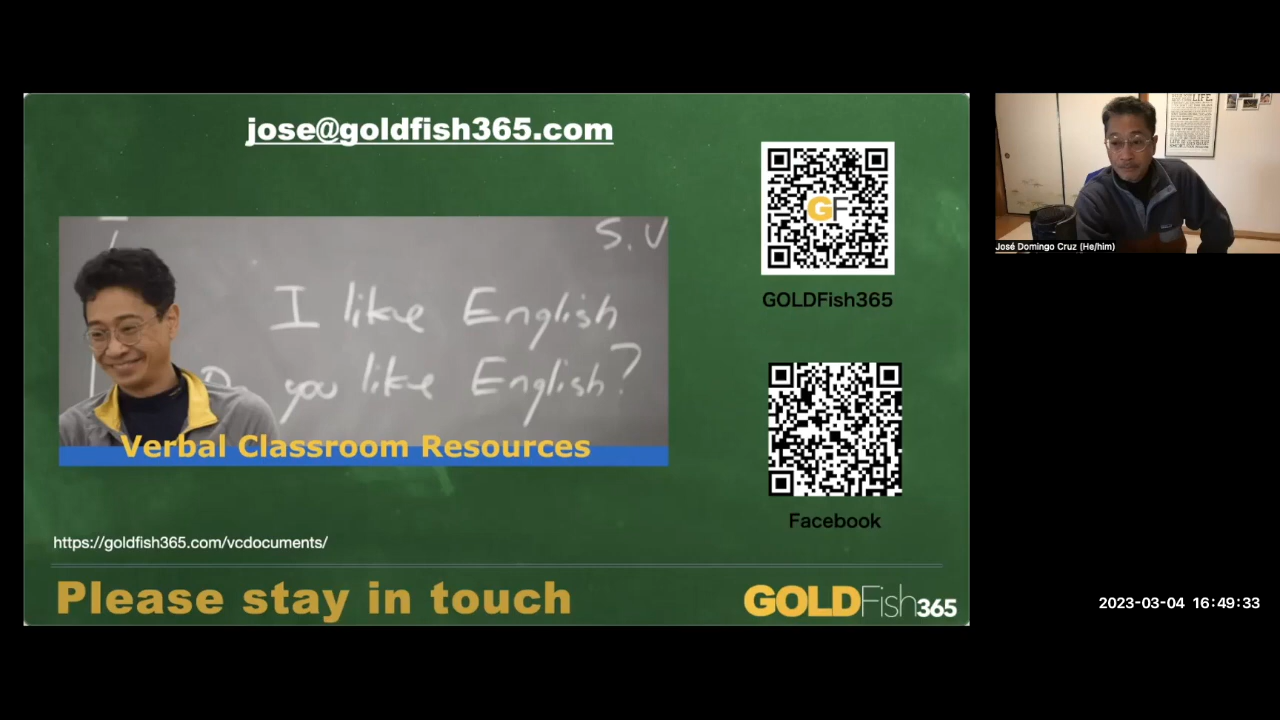 jose@goldfish365.com
S. V
I like English
you like English?
Verbal Classroom Resources
GF
GOLDFish365
Facebook
https://goldfish365.com/vcdocuments/
Please stay in touch
GOLDFish365
LIFE.
José Domingo Cruz (He/him)
2023-03-04 16:49:33